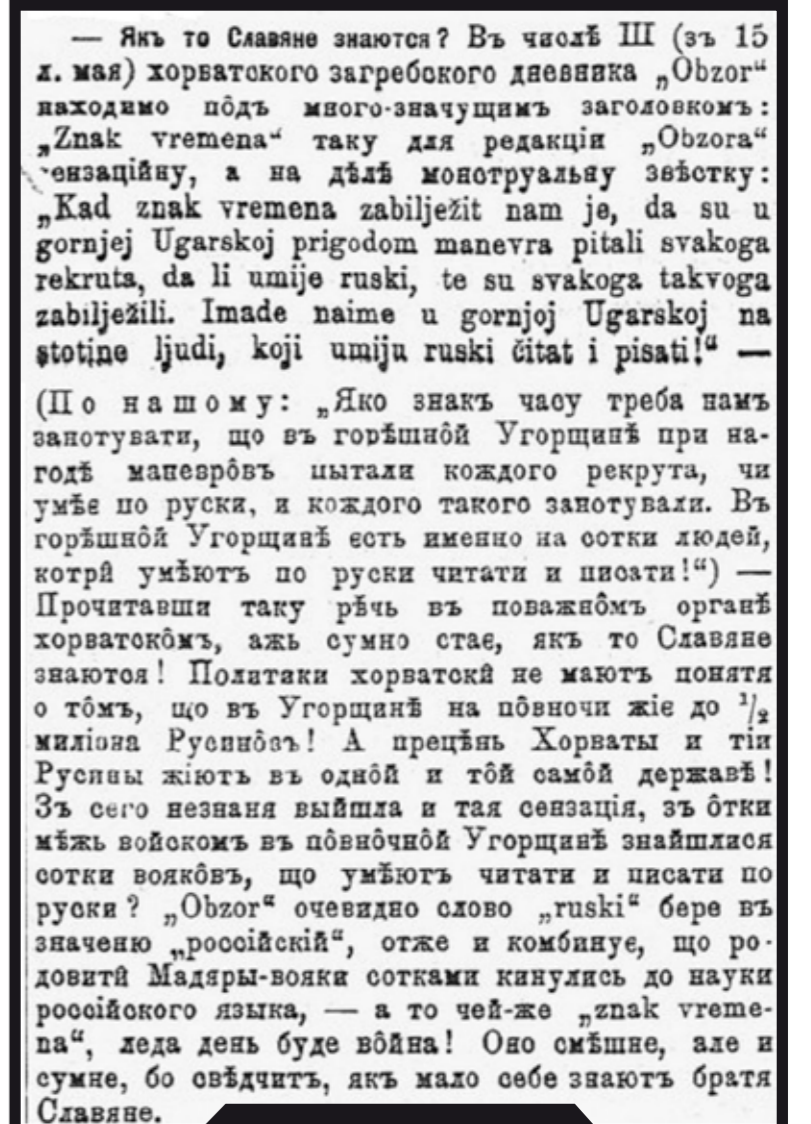 — Якъ то Славяне знаются? Въ числѣ III (зъ 15
л. мая) хорватского загребского дневника „Obzor“
находимо пôдъ много-значущимъ заголовкомъ:
„Znak vremena“ таку для редакціи „Obzora“
сензаційну, а на дѣлѣ монструальну звѣстку:
„Kad znak vremena zabilježit nam je, da su u
gornjej Ugarskoj prigodom manevra pitali svakoga
rekruta, da li umije ruski, te su svakoga takvoga
zabilježili. Imade naime u gornjoj Ugarskoj na
stotine ljudi, koji umiju ruski čitat i pisati!“ —
(По нашому: „Яко знакъ часу треба намъ
занотувати, що въ горѣшнôй Угорщинѣ при на-
годѣ маневрôвъ пытали кождого рекрута, чи
умѣє по руски, и кождого такого занотували. Въ
горѣшнôй Угорщинѣ єсть именно на сотки людей,
котрӣ умѣютъ по руски читати и писати!“) —
Прочитавши таку рѣчь въ поважнôмъ органѣ
хорватскôмъ, ажь сумно стає, якъ то Славяне
знаются! Политики хорватскӣ не маютъ понятя
о тôмъ, що въ Угорщинѣ на пôвночи жіє до ½
миліона Русинôвъ! А прецѣнь Хорваты и тіи
Русины жіютъ въ однôй и тôй самôй державѣ!
Зъ сего незнаня выйшла и тая сензація, зъ ôтки
мѣжь войскомъ въ пôвнôчнôй Угорщинѣ знайшлися
сотки воякôвъ, що умѣютъ читати и писати по
руски? „Obzor“ очевидно слово „ruski“ бере въ
значеню „россійскій“, отже и комбинує, що ро-
довитӣ Мадяры-вояки сотками кинулись до науки
россійского языка, — а то чей-же „znak vreme-
na“, леда день буде вôйна! Оно смѣшне, але и
сумне, бо свѣдчитъ, якъ мало себе знаютъ братя
Славяне.